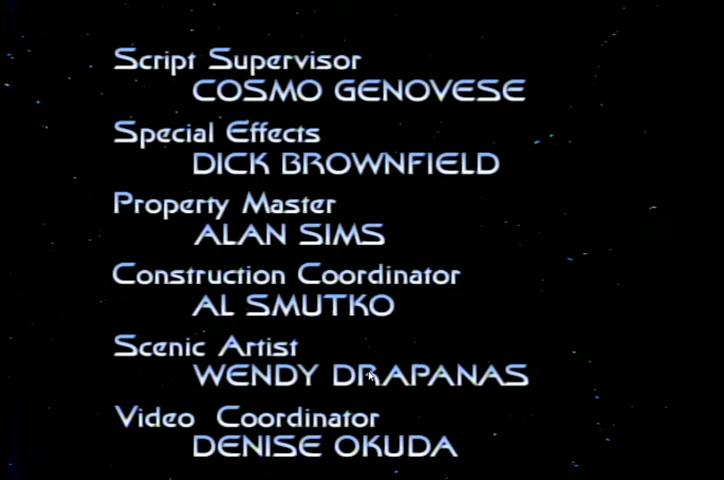 Script Supervisor
COSMO GENOVESE
Special Effects
DICK BROWNFIELD
Property Master
ALAN SIMS
Construction Coordinator
AL SMUTKO
Scenic Artist
WENDY DRAPANAS
Video Coordinator
DENISE OKUDA